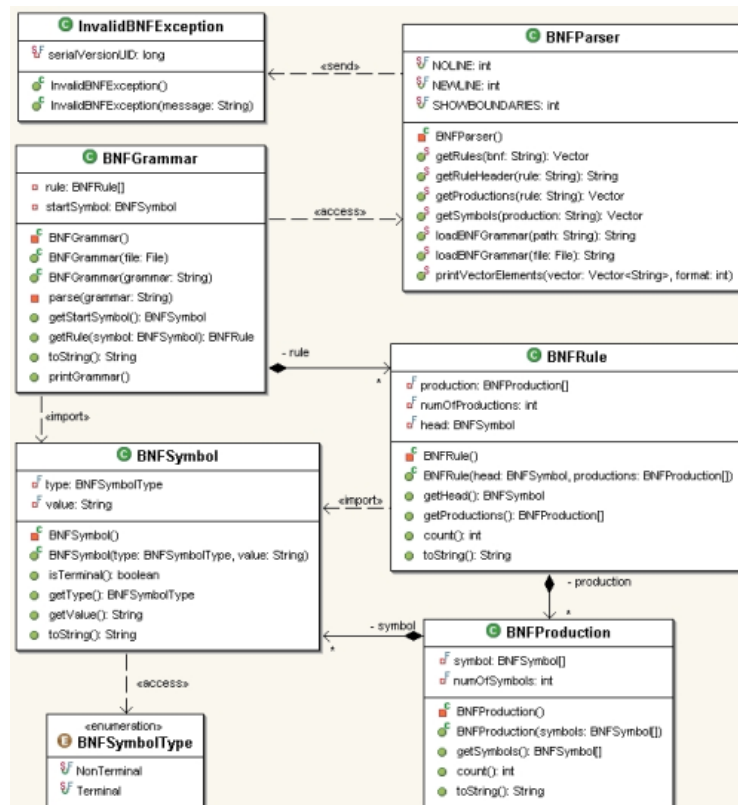 InvalidBNFException
serialVersionUID: long
InvalidBNFException()
InvalidBNFException(message: String)
«send»
BNFParser
NOLINE: int
NEWLINE: int
SHOWBOUNDARIES: int
BNFParser()
getRules(bnf: String): Vector
getRuleHeader(rule: String): String
getProductions(rule: String): Vector
getSymbols(production: String): Vector
loadBNFGrammar(path: String): String
loadBNFGrammar(file: File): String
printVectorElements(vector: Vector<String>, format: int)
BNFGrammar
rule: BNFRule[]
startSymbol: BNFSymbol
BNFGrammar()
BNFGrammar(file: File)
BNFGrammar(grammar: String)
parse(grammar: String)
getStartSymbol(): BNFSymbol
getRule(symbol: BNFSymbol): BNFRule
toString(): String
printGrammar()
«access»
- rule
*
«import»
BNFRule
production: BNFProduction[]
numOfProductions: int
head: BNFSymbol
BNFRule()
BNFRule(head: BNFSymbol, productions: BNFProduction[])
getHead(): BNFSymbol
getProductions(): BNFProduction[]
count(): int
toString(): String
BNFSymbol
type: BNFSymbolType
value: String
BNFSymbol()
BNFSymbol(type: BNFSymbolType, value: String)
isTerminal(): boolean
getType(): BNFSymbolType
getValue(): String
toString(): String
«import»
- production
*
- symbol
*
BNFProduction
symbol: BNFSymbol[]
numOfSymbols: int
BNFProduction()
BNFProduction(symbols: BNFSymbol[])
getSymbols(): BNFSymbol[]
count(): int
toString(): String
«access»
«enumeration»
BNFSymbolType
NonTerminal
Terminal